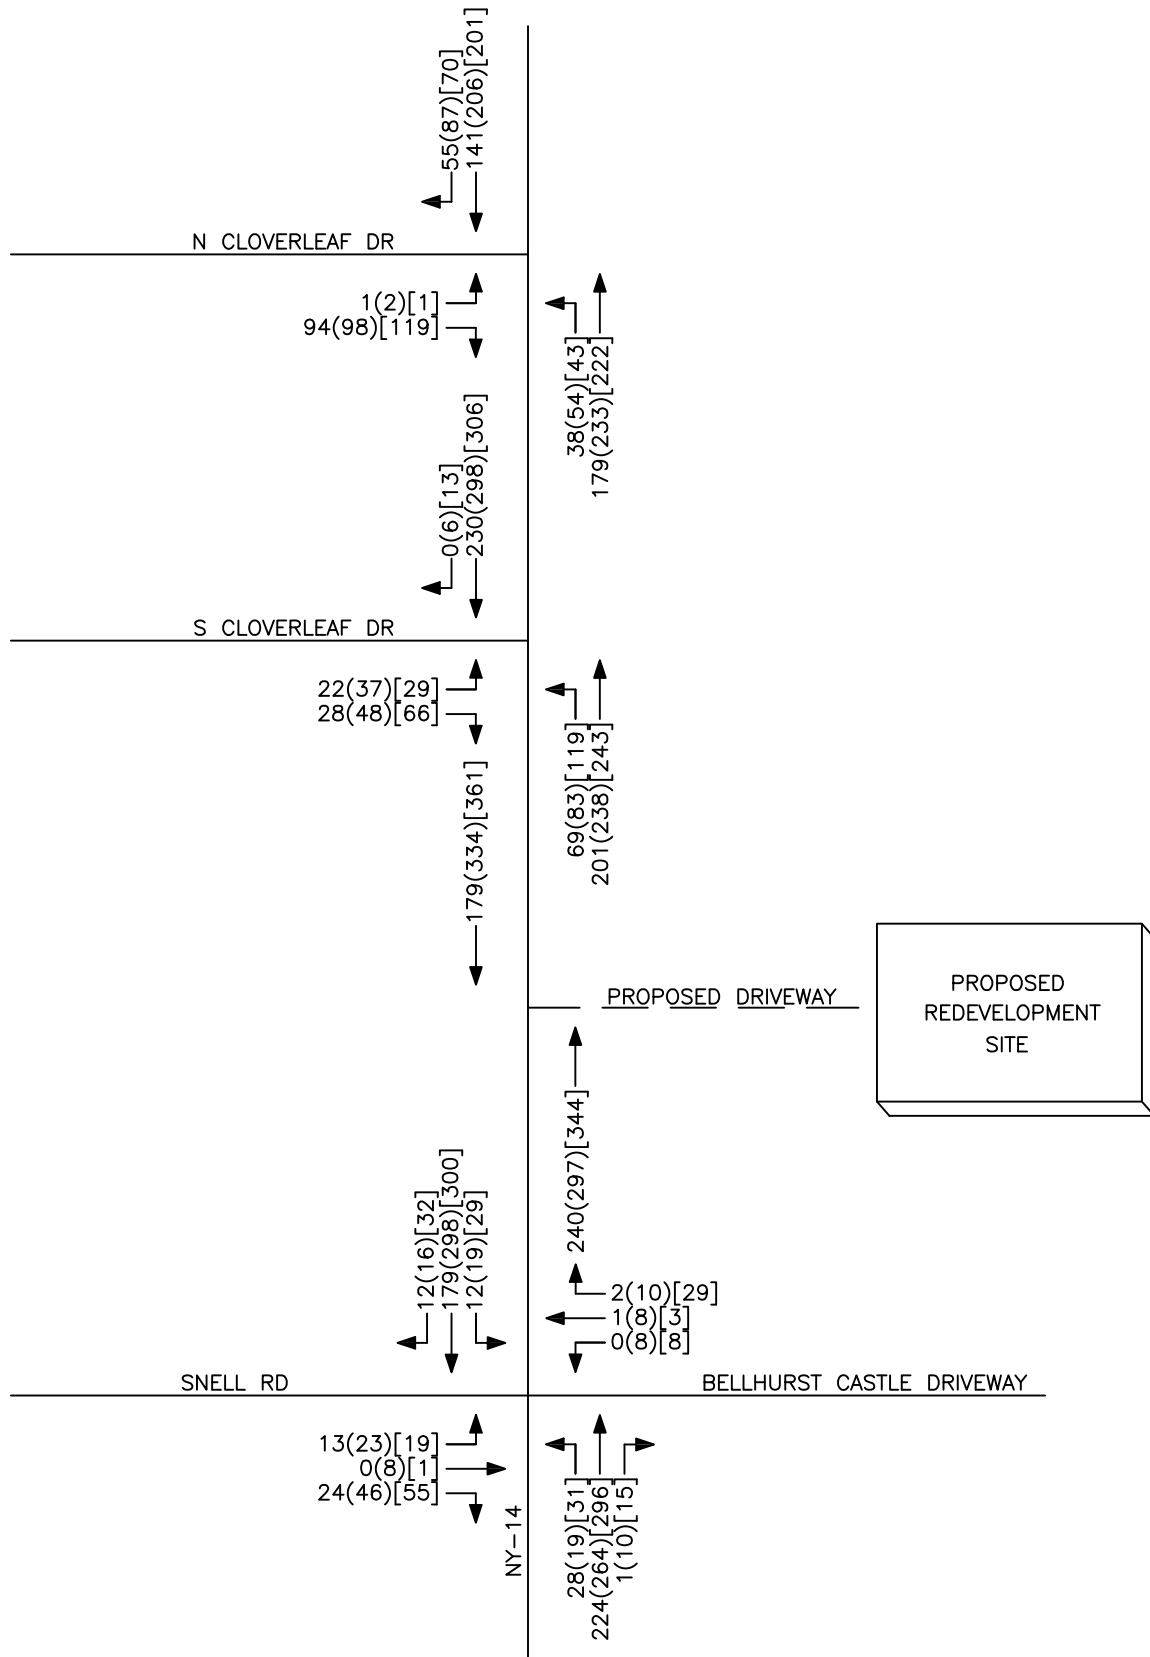 55(87)[70]
141(206)[201]
N CLOVERLEAF DR
1(2)[1]
94(98)[119]
38(54)[43]
179(233)[222]
0(6)[13]
230(298)[306]
S CLOVERLEAF DR
22(37)[29]
28(48)[66]
69(83)[119]
201(238)[243]
179(334)[361]
PROPOSED DRIVEWAY
PROPOSED
REDEVELOPMENT
SITE
240(297)[344]
12(16)[32]
179(298)[300]
12(19)[29]
2(10)[29]
1(8)[3]
0(8)[8]
SNELL RD
BELLHURST CASTLE DRIVEWAY
13(23)[19]
0(8)[1]
24(46)[55]
NY-14
28(19)[31]
224(264)[296]
1(10)[15]